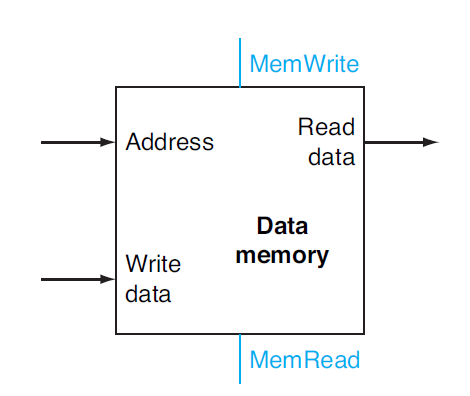 MemWrite
Address
Read
data
Data
memory
Write
data
MemRead